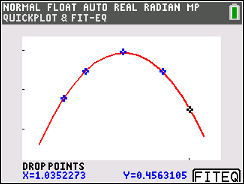 NORMAL FLOAT AUTO REAL RADIAN MP
QUICKPLOT & FIT-EQ
DROP POINTS
X=1.0352273 Y=0.4563105 FITEQ